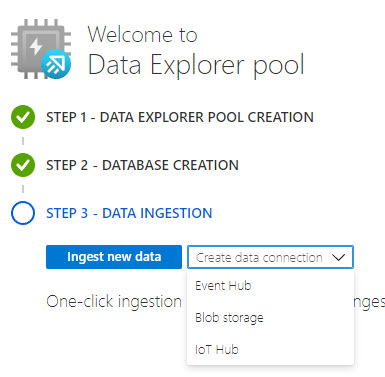 Welcome to
Data Explorer pool
STEP 1 - DATA EXPLORER POOL CREATION
STEP 2 - DATABASE CREATION
STEP 3 - DATA INGESTION
Ingest new data Create data connection
Event Hub
Blob storage
One-click ingestion
IoT Hub